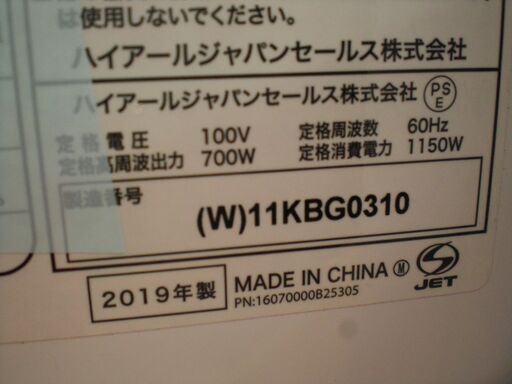 は使用しないでください。
ハイアールジャパンセールス株式会社
ハイアールジャパンセールス株式会社 PSE
定格電圧 100V 定格周波数 60Hz
定格高周波出力 700W 定格消費電力 1150W
製造番号
(W)11KBG0310
2019年製 MADE IN CHINA Ⓜ JET
PN:16070000B25305